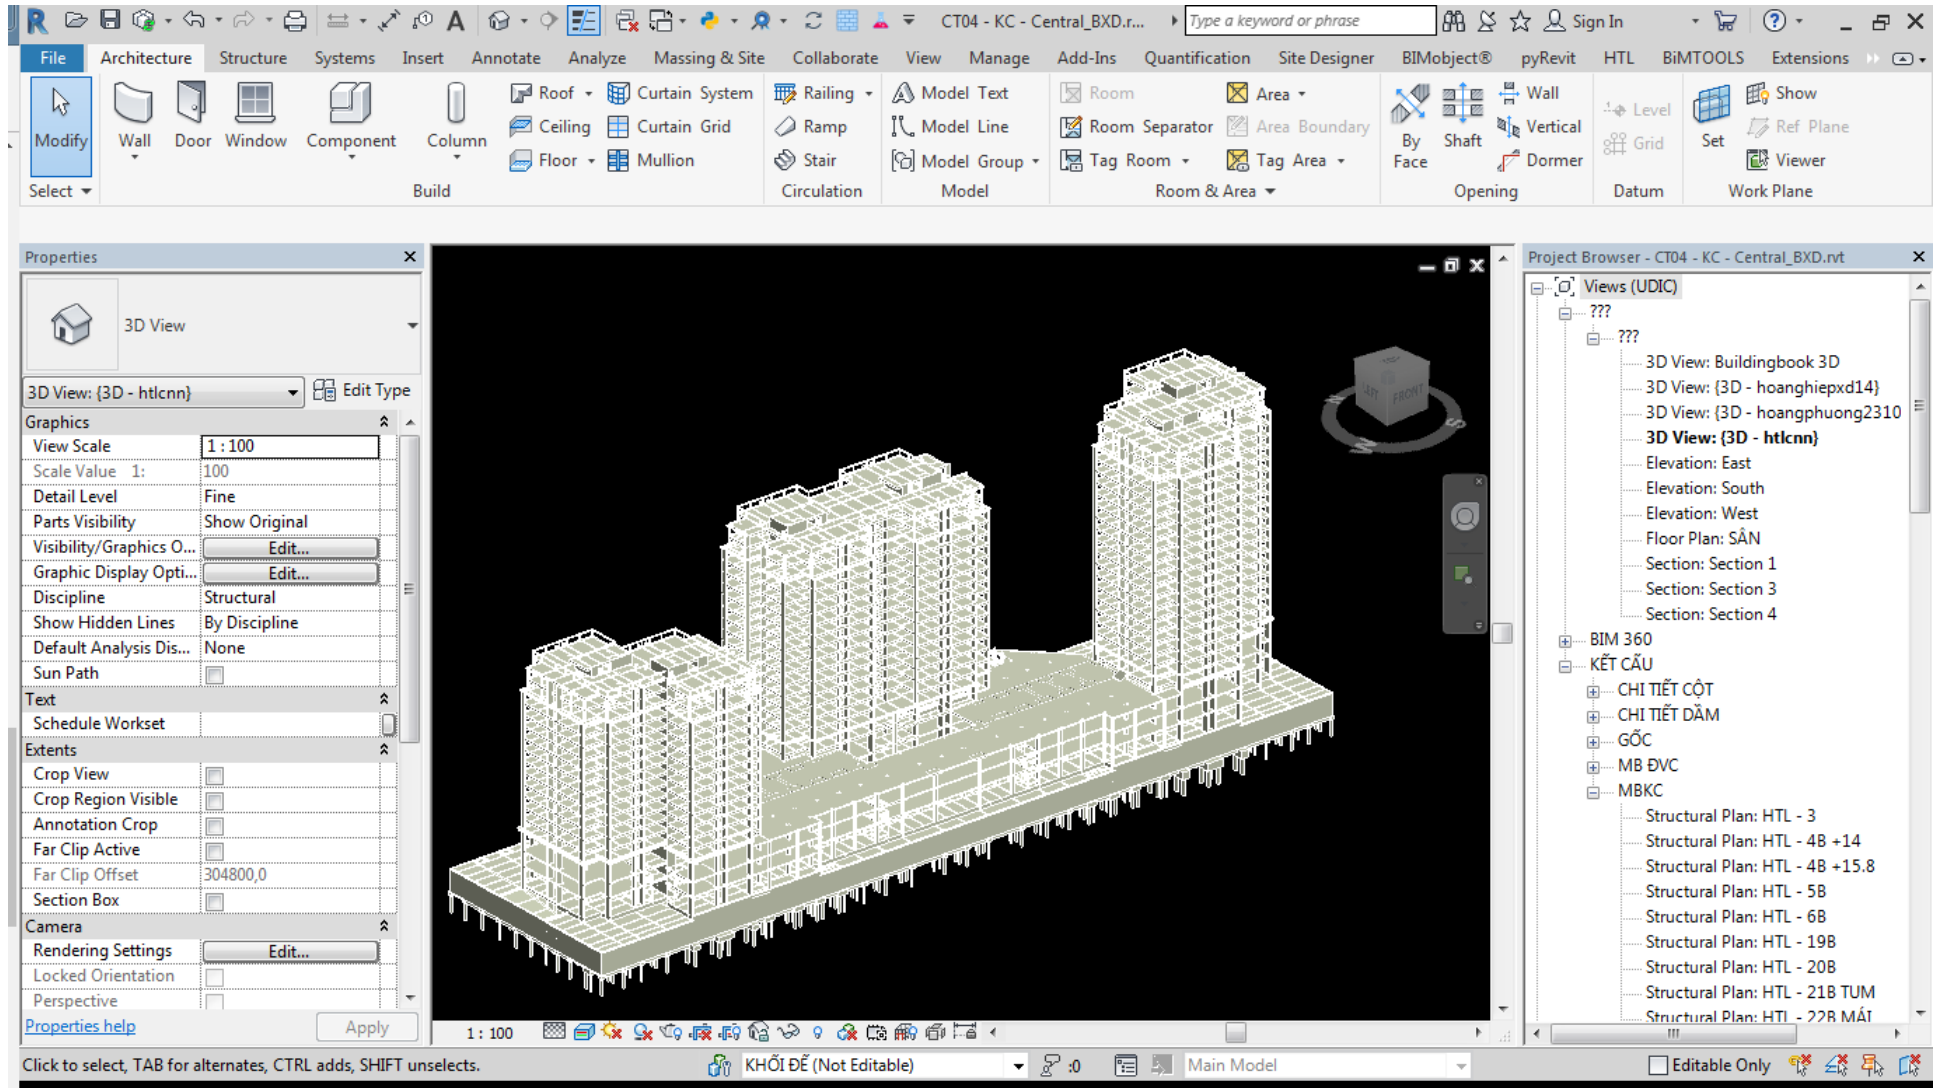 CT04 - KC - Central_BXD.r...
Type a keyword or phrase
Sign In
File Architecture Structure Systems Insert Annotate Analyze Massing & Site Collaborate View Manage Add-Ins Quantification Site Designer BIMobject® pyRevit HTL BiMTOOLS Extensions
Modify Wall Door Window Component Column
Roof Curtain System Railing Model Text Room Area Wall Show
Ceiling Curtain Grid Ramp Model Line Room Separator Area Boundary By Face Shaft Vertical Level Set Ref Plane
Floor Mullion Stair Model Group Tag Room Tag Area Dormer Grid Viewer
Select Build Circulation Model Room & Area Opening Datum Work Plane
Properties
3D View
3D View: {3D - htlcnn} Edit Type
Graphics
View Scale 1 : 100
Scale Value 1: 100
Detail Level Fine
Parts Visibility Show Original
Visibility/Graphics O... Edit...
Graphic Display Opti... Edit...
Discipline Structural
Show Hidden Lines By Discipline
Default Analysis Dis... None
Sun Path
Text
Schedule Workset
Extents
Crop View
Crop Region Visible
Annotation Crop
Far Clip Active
Far Clip Offset 304800,0
Section Box
Camera
Rendering Settings Edit...
Locked Orientation
Perspective
Properties help Apply
LEFT FRONT
1 : 100
Project Browser - CT04 - KC - Central_BXD.rvt
Views (UDIC)
???
???
3D View: Buildingbook 3D
3D View: {3D - hoanghiepxd14}
3D View: {3D - hoangphuong2310
3D View: {3D - htlcnn}
Elevation: East
Elevation: South
Elevation: West
Floor Plan: SÂN
Section: Section 1
Section: Section 3
Section: Section 4
BIM 360
KẾT CẤU
CHI TIẾT CỘT
CHI TIẾT DẦM
GỐC
MB ĐVC
MBKC
Structural Plan: HTL - 3
Structural Plan: HTL - 4B +14
Structural Plan: HTL - 4B +15.8
Structural Plan: HTL - 5B
Structural Plan: HTL - 6B
Structural Plan: HTL - 19B
Structural Plan: HTL - 20B
Structural Plan: HTL - 21B TUM
Structural Plan: HTL - 22B MÁI
Click to select, TAB for alternates, CTRL adds, SHIFT unselects.
KHỐI ĐẾ (Not Editable)
:0
Main Model
Editable Only